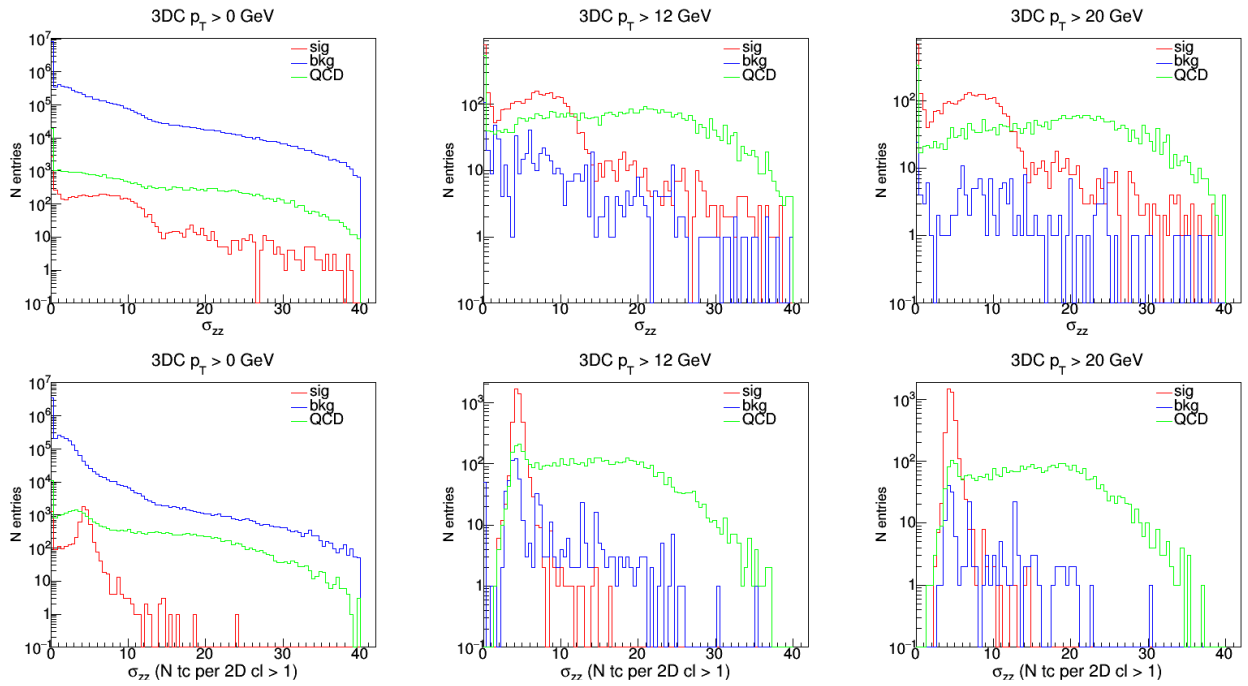 3DC p_T > 0 GeV
N entries
10^7
10^6
10^5
10^4
10^3
10^2
10
1
10^−1
sig
bkg
QCD
0 10 20 30 40
σ_zz
3DC p_T > 12 GeV
N entries
10^2
10
1
10^−1
sig
bkg
QCD
0 10 20 30 40
σ_zz
3DC p_T > 20 GeV
N entries
10^2
10
1
10^−1
sig
bkg
QCD
0 10 20 30 40
σ_zz
3DC p_T > 0 GeV
N entries
10^7
10^6
10^5
10^4
10^3
10^2
10
1
10^−1
sig
bkg
QCD
0 10 20 30 40
σ_zz (N tc per 2D cl > 1)
3DC p_T > 12 GeV
N entries
10^3
10^2
10
1
10^−1
sig
bkg
QCD
0 10 20 30 40
σ_zz (N tc per 2D cl > 1)
3DC p_T > 20 GeV
N entries
10^3
10^2
10
1
10^−1
sig
bkg
QCD
0 10 20 30 40
σ_zz (N tc per 2D cl > 1)